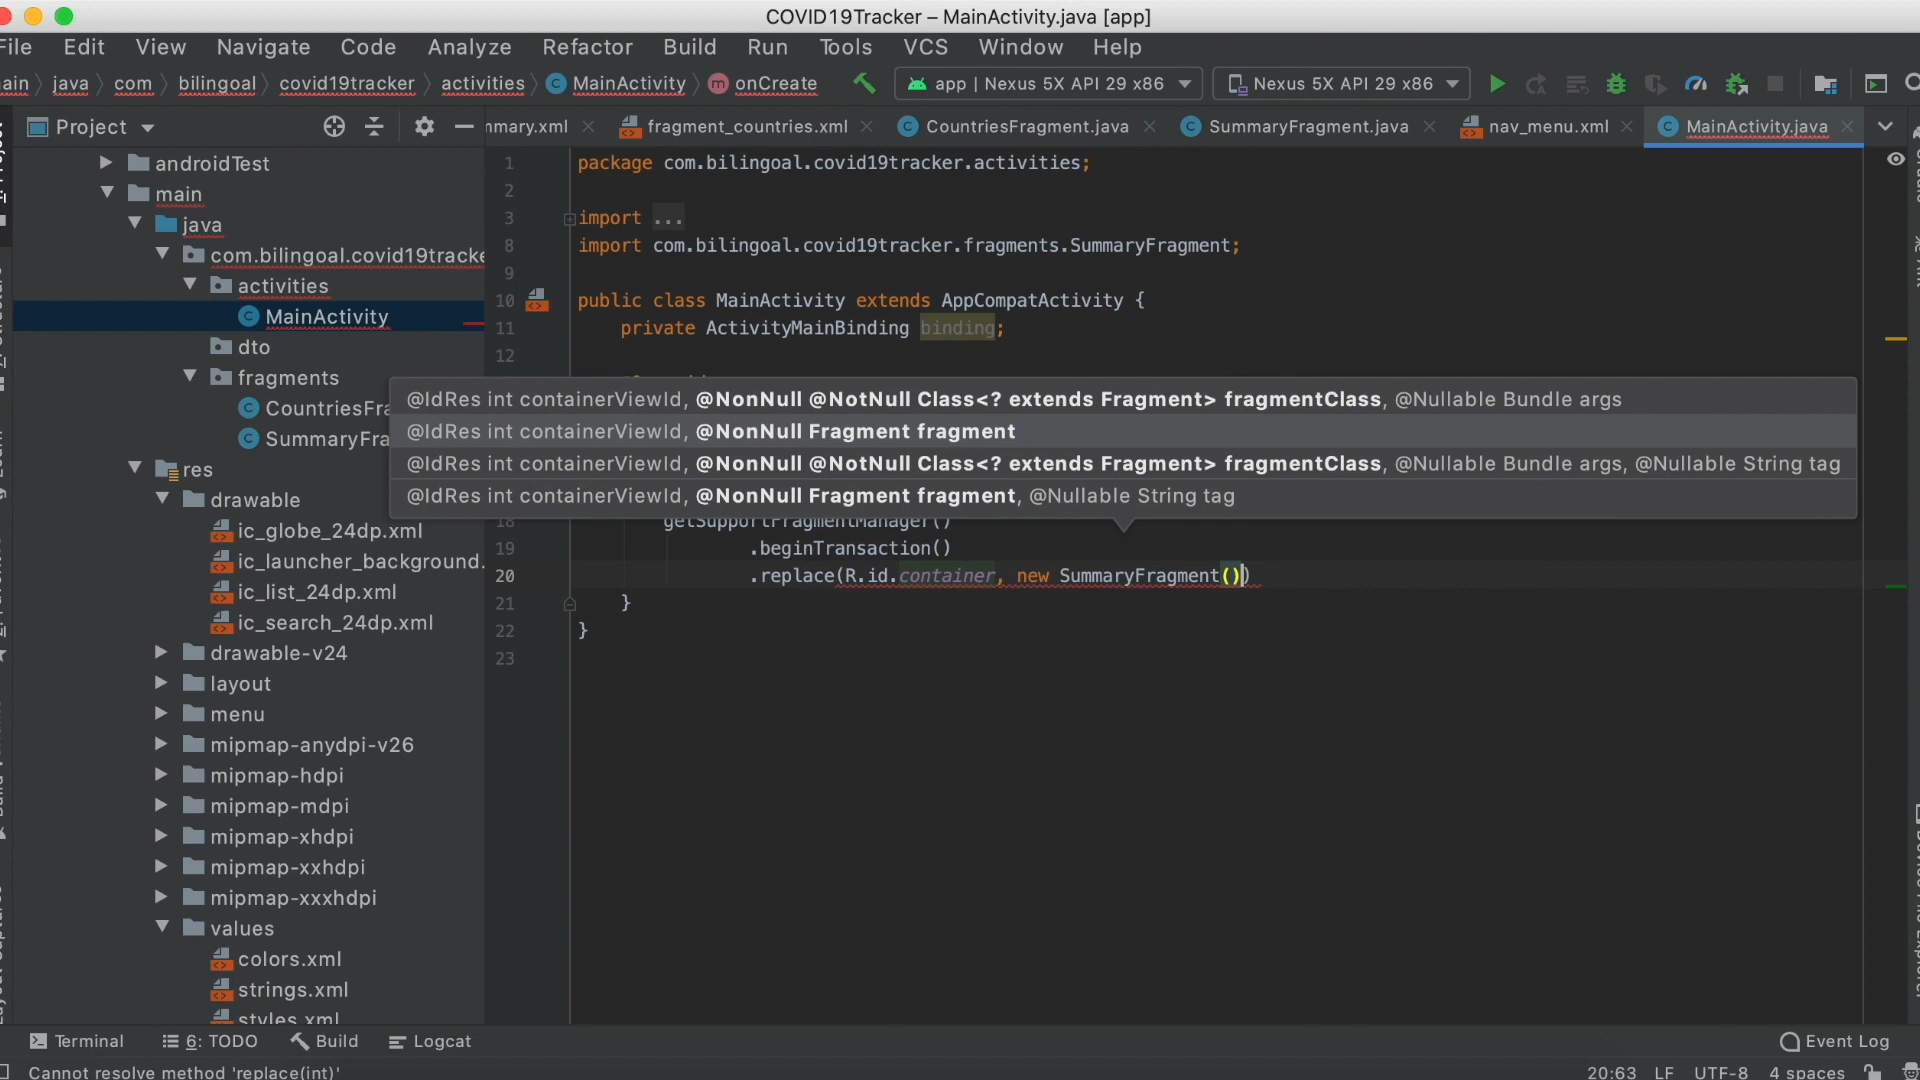 COVID19Tracker – MainActivity.java [app]
File Edit View Navigate Code Analyze Refactor Build Run Tools VCS Window Help
ain java com bilingoal covid19tracker activities MainActivity onCreate app | Nexus 5X API 29 x86 Nexus 5X API 29 x86
Project nmary.xml fragment_countries.xml CountriesFragment.java SummaryFragment.java nav_menu.xml MainActivity.java
androidTest
main
java
com.bilingoal.covid19tracke
activities
MainActivity
dto
fragments
CountriesFra
SummaryFra
res
drawable
ic_globe_24dp.xml
ic_launcher_background.
ic_list_24dp.xml
ic_search_24dp.xml
drawable-v24
layout
menu
mipmap-anydpi-v26
mipmap-hdpi
mipmap-mdpi
mipmap-xhdpi
mipmap-xxhdpi
mipmap-xxxhdpi
values
colors.xml
strings.xml
styles.xml
1 package com.bilingoal.covid19tracker.activities;
2
3 import ...
8 import com.bilingoal.covid19tracker.fragments.SummaryFragment;
9
10 public class MainActivity extends AppCompatActivity {
11 private ActivityMainBinding binding;
12
@IdRes int containerViewId, @NonNull @NotNull Class<? extends Fragment> fragmentClass, @Nullable Bundle args
@IdRes int containerViewId, @NonNull Fragment fragment
@IdRes int containerViewId, @NonNull @NotNull Class<? extends Fragment> fragmentClass, @Nullable Bundle args, @Nullable String tag
@IdRes int containerViewId, @NonNull Fragment fragment, @Nullable String tag
18 getSupportFragmentManager()
19 .beginTransaction()
20 .replace(R.id.container, new SummaryFragment())
21 }
22 }
23
Terminal 6: TODO Build Logcat Event Log
Cannot resolve method 'replace(int)' 20:63 LF UTF-8 4 spaces